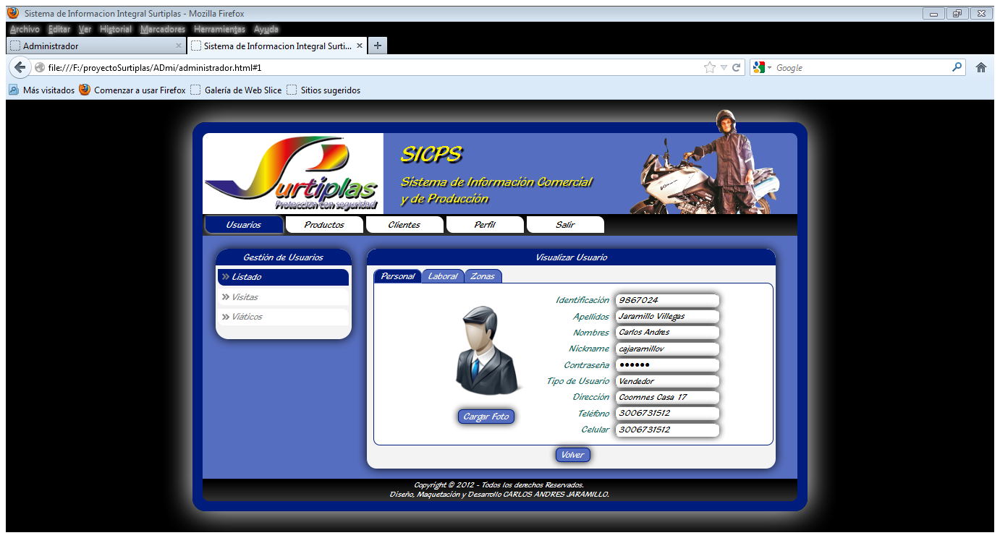 Sistema de Informacion Integral Surtiplas - Mozilla Firefox
Archivo Editar Ver Historial Marcadores Herramientas Ayuda
Administrador
Sistema de Informacion Integral Surti...
file:///F:/proyectoSurtiplas/ADmi/administrador.html#1
Google
Más visitados Comenzar a usar Firefox Galería de Web Slice Sitios sugeridos
Surtiplas
Protección con seguridad
SICPS
Sistema de Información Comercial
y de Producción
Usuarios Productos Clientes Perfil Salir
Gestión de Usuarios
» Listado
» Visitas
» Viáticos
Visualizar Usuario
Personal Laboral Zonas
Identificación 9867024
Apellidos Jaramillo Villegas
Nombres Carlos Andres
Nickname cajaramillov
Contraseña ●●●●●●
Tipo de Usuario Vendedor
Dirección Coomnes Casa 17
Teléfono 3006731512
Celular 3006731512
Cargar Foto
Volver
Copyright © 2012 - Todos los derechos Reservados.
Diseño, Maquetación y Desarrollo CARLOS ANDRES JARAMILLO.